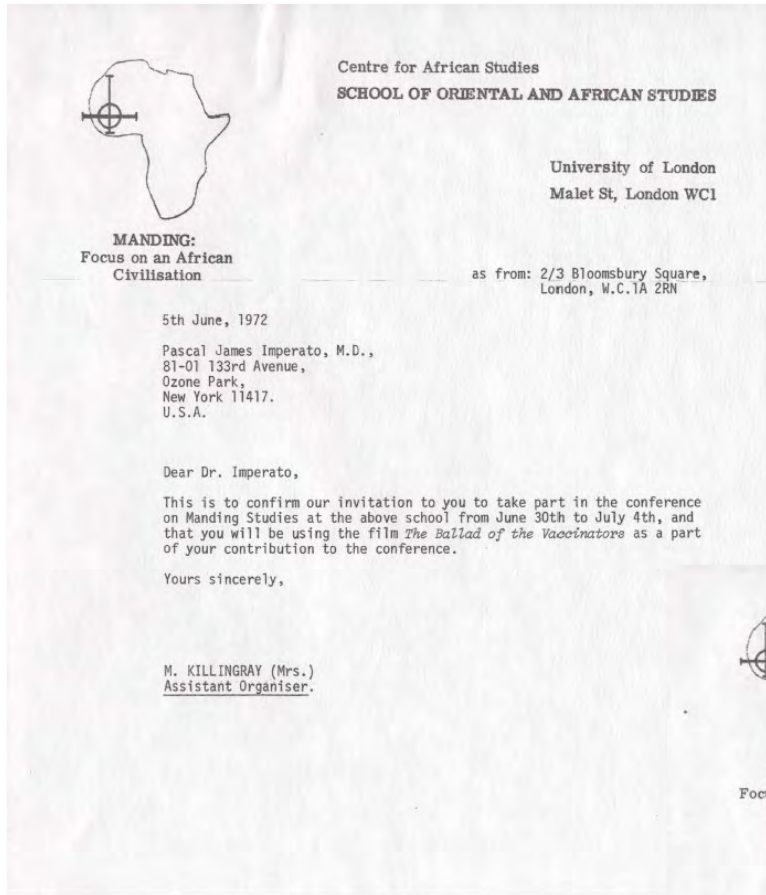 Centre for African Studies
SCHOOL OF ORIENTAL AND AFRICAN STUDIES
University of London
Malet St, London WC1
MANDING:
Focus on an African
Civilisation
as from: 2/3 Bloomsbury Square,
London, W.C.1A 2RN
5th June, 1972
Pascal James Imperato, M.D.,
81-01 133rd Avenue,
Ozone Park,
New York 11417.
U.S.A.
Dear Dr. Imperato,
This is to confirm our invitation to you to take part in the conference
on Manding Studies at the above school from June 30th to July 4th, and
that you will be using the film The Ballad of the Vaccinators as a part
of your contribution to the conference.
Yours sincerely,
M. KILLINGRAY (Mrs.)
Assistant Organiser.
Foc